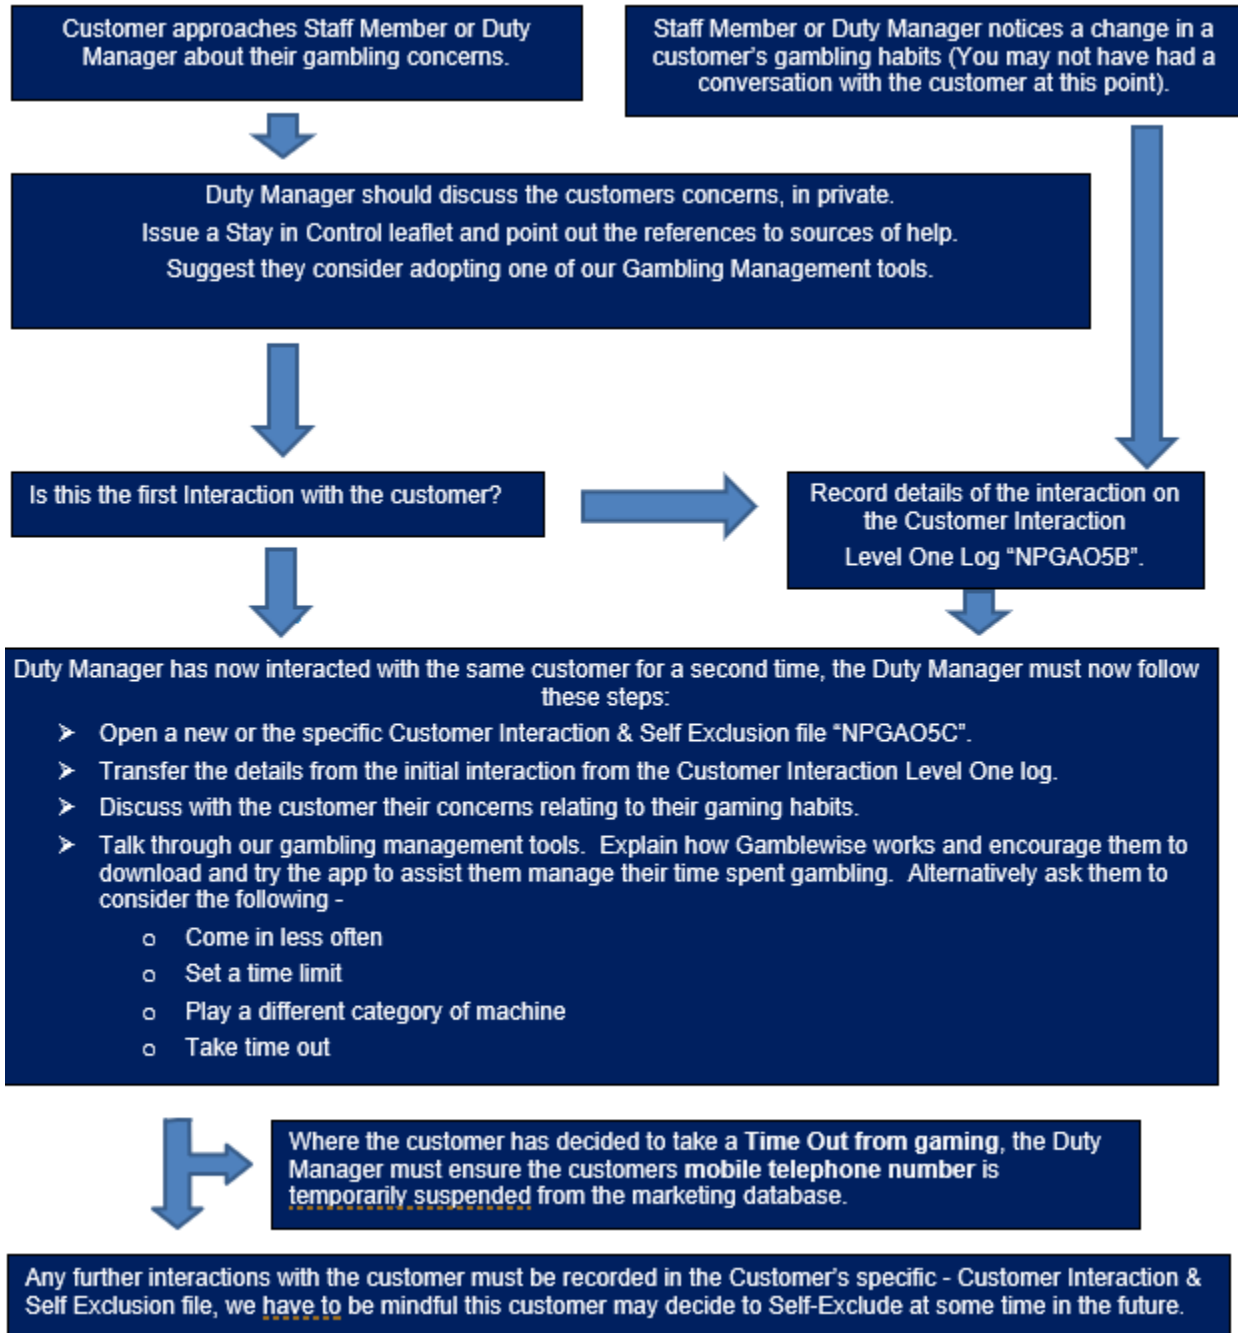 Customer approaches Staff Member or Duty
Manager about their gambling concerns.
Staff Member or Duty Manager notices a change in a
customer's gambling habits (You may not have had a
conversation with the customer at this point).
Duty Manager should discuss the customers concerns, in private.
Issue a Stay in Control leaflet and point out the references to sources of help.
Suggest they consider adopting one of our Gambling Management tools.
Is this the first Interaction with the customer?
Record details of the interaction on
the Customer Interaction
Level One Log “NPGAO5B”.
Duty Manager has now interacted with the same customer for a second time, the Duty Manager must now follow
these steps:
➤ Open a new or the specific Customer Interaction & Self Exclusion file “NPGAO5C”.
➤ Transfer the details from the initial interaction from the Customer Interaction Level One log.
➤ Discuss with the customer their concerns relating to their gaming habits.
➤ Talk through our gambling management tools. Explain how Gamblewise works and encourage them to
download and try the app to assist them manage their time spent gambling. Alternatively ask them to
consider the following -
o Come in less often
o Set a time limit
o Play a different category of machine
o Take time out
Where the customer has decided to take a Time Out from gaming, the Duty
Manager must ensure the customers mobile telephone number is
temporarily suspended from the marketing database.
Any further interactions with the customer must be recorded in the Customer's specific - Customer Interaction &
Self Exclusion file, we have to be mindful this customer may decide to Self-Exclude at some time in the future.